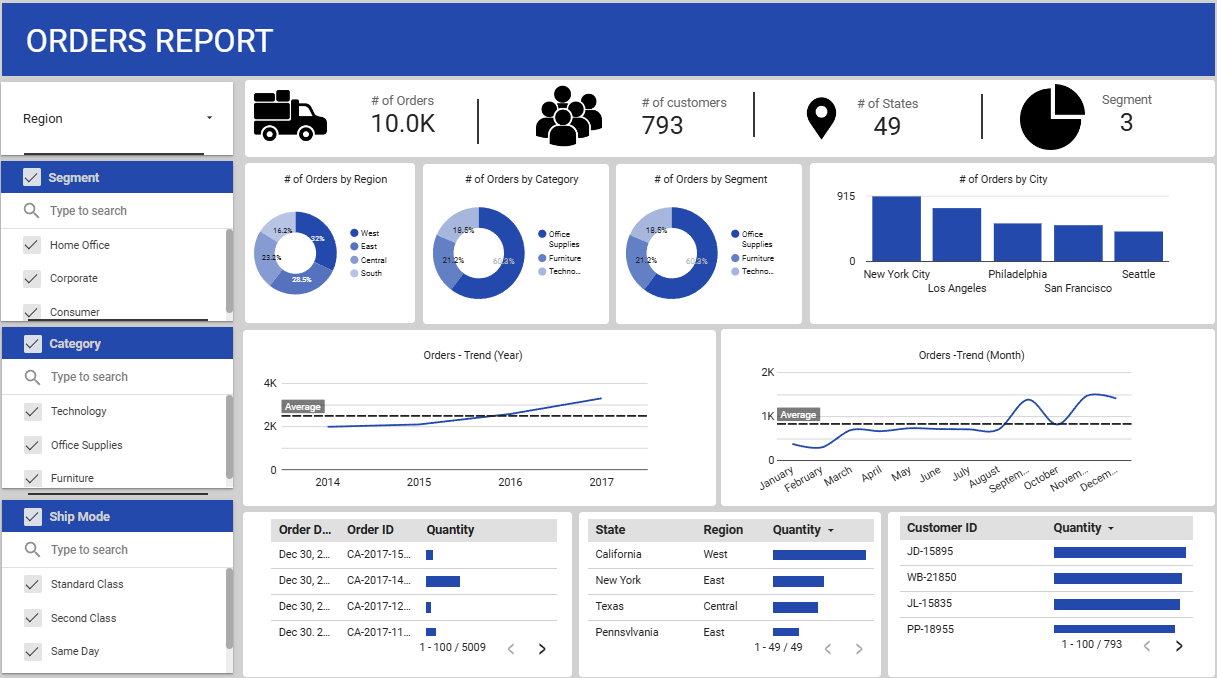 ORDERS REPORT
Region
# of Orders
10.0K
# of customers
793
# of States
49
Segment
3
Segment
Type to search
Home Office
Corporate
Consumer
Category
Type to search
Technology
Office Supplies
Furniture
Ship Mode
Type to search
Standard Class
Second Class
Same Day
# of Orders by Region
16.2%
32%
23.2%
28.5%
West
East
Central
South
# of Orders by Category
18.5%
21.2%
60.3%
Office
Supplies
Furniture
Techno...
# of Orders by Segment
18.5%
21.2%
60.3%
Office
Supplies
Furniture
Techno...
# of Orders by City
915
0
New York City
Los Angeles
Philadelphia
San Francisco
Seattle
Orders - Trend (Year)
4K
Average
2K
0
2014 2015 2016 2017
Orders -Trend (Month)
2K
1K
Average
0
January
February
March
April
May
June
July
August
Septem...
October
Novem...
Decem...
Order D... Order ID Quantity
Dec 30, 2... CA-2017-15...
Dec 30, 2... CA-2017-14...
Dec 30, 2... CA-2017-12...
Dec 30, 2... CA-2017-11...
1 - 100 / 5009
State Region Quantity
California West
New York East
Texas Central
Pennsylvania East
1 - 49 / 49
Customer ID Quantity
JD-15895
WB-21850
JL-15835
PP-18955
1 - 100 / 793